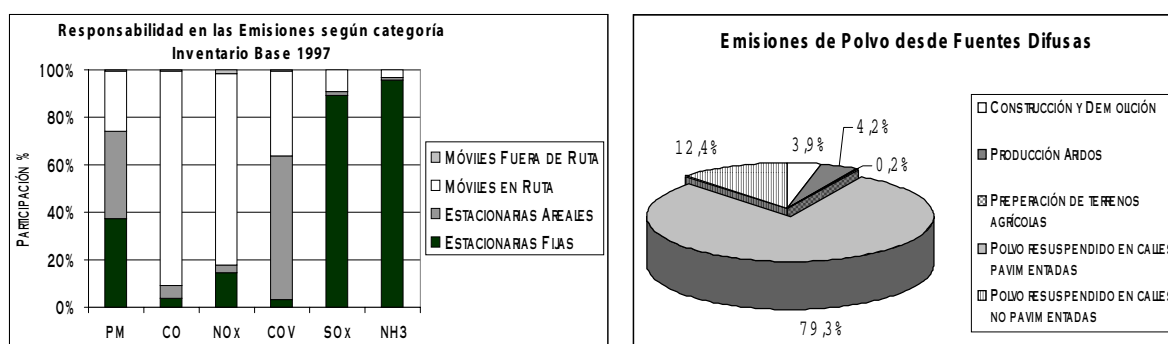 Responsabilidad en las Emisiones según categoría
Inventario Base 1997
PARTICIPACIÓN %
100%
80%
60%
40%
20%
0%
PM CO NOx COV SOx NH3
MÓVILES FUERA DE RUTA
MÓVILES EN RUTA
ESTACIONARIAS AREALES
ESTACIONARIAS FIJAS
Emisiones de Polvo desde Fuentes Difusas
12,4%
3,9%
4,2%
0,2%
79,3%
CONSTRUCCIÓN Y DEMOLICIÓN
PRODUCCIÓN ARIDOS
PREPERACIÓN DE TERRENOS
AGRÍCOLAS
POLVO RESUSPENDIDO EN CALLES
PAVIMENTADAS
POLVO RESUSPENDIDO EN CALLES
NO PAVIMENTADAS